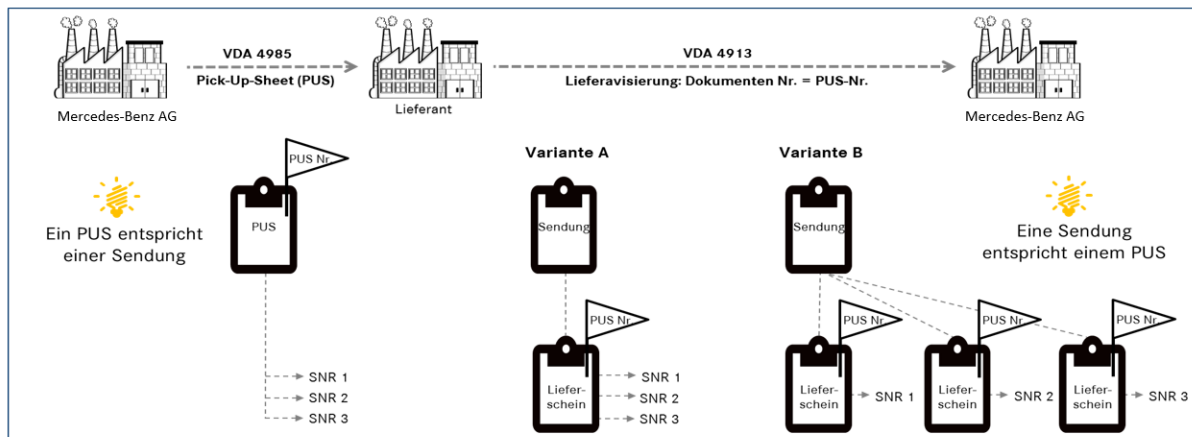 VDA 4985
VDA 4913
Pick-Up-Sheet (PUS)
Lieferavisierung: Dokumenten Nr. = PUS-Nr.
Mercedes-Benz AG
Lieferant
Mercedes-Benz AG
Variante A
Variante B
PUS Nr.
PUS
Sendung
Sendung
Ein PUS entspricht
einer Sendung
Eine Sendung
entspricht einem PUS
PUS Nr.
PUS Nr.
PUS Nr.
PUS Nr.
SNR 1
SNR 2
SNR 3
Liefer-
schein
SNR 1
SNR 2
SNR 3
Liefer-
schein
SNR 1
Liefer-
schein
SNR 2
Liefer-
schein
SNR 3